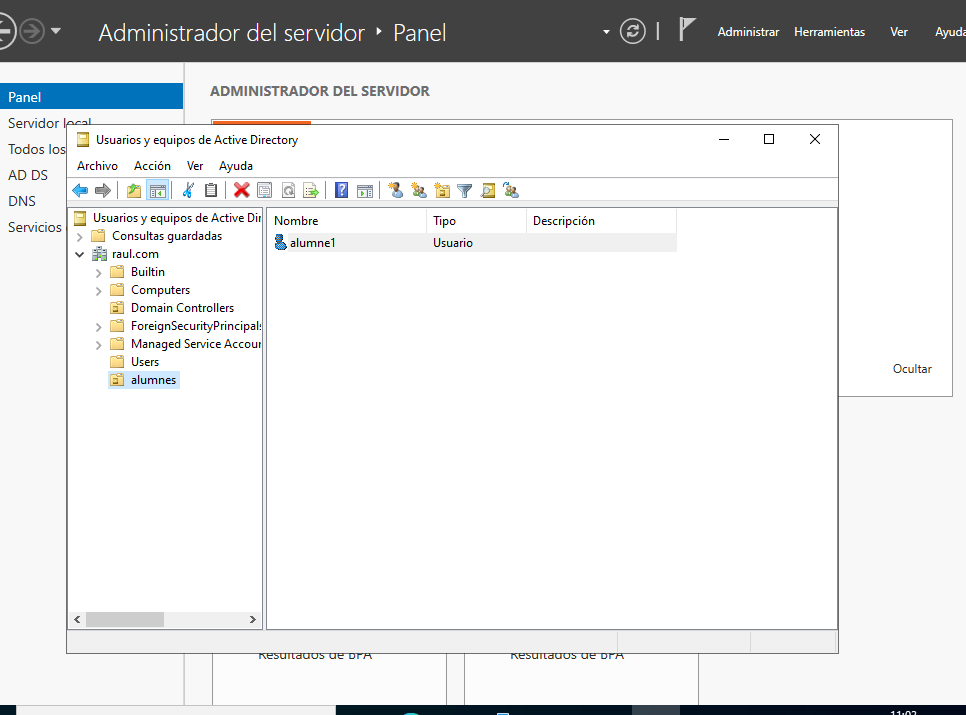 Administrador del servidor ‣ Panel
Administrar Herramientas Ver Ayuda
Panel
Servidor local
Todos los
AD DS
DNS
Servicios
ADMINISTRADOR DEL SERVIDOR
Usuarios y equipos de Active Directory
Archivo Acción Ver Ayuda
Usuarios y equipos de Active Dir
Consultas guardadas
raul.com
Builtin
Computers
Domain Controllers
ForeignSecurityPrincipals
Managed Service Accour
Users
alumnes
Nombre Tipo Descripción
alumne1 Usuario
Ocultar
Resultados de BPA Resultados de BPA
11:02